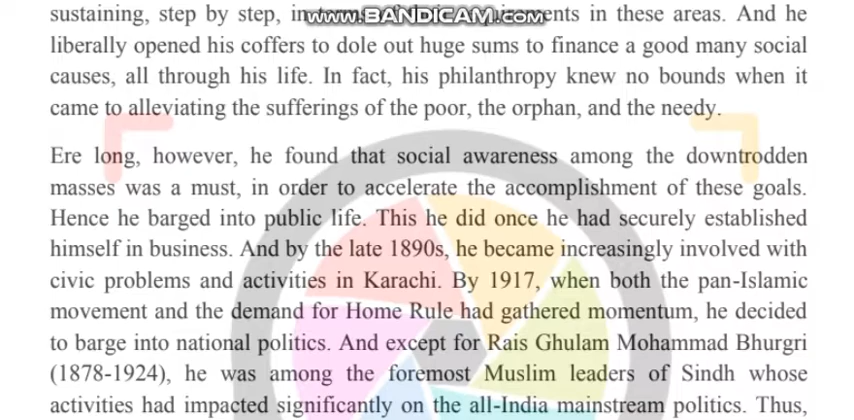 sustaining, step by step, in terms of their requirements in these areas. And he
www.BANDICAM.com
liberally opened his coffers to dole out huge sums to finance a good many social
causes, all through his life. In fact, his philanthropy knew no bounds when it
came to alleviating the sufferings of the poor, the orphan, and the needy.
Ere long, however, he found that social awareness among the downtrodden
masses was a must, in order to accelerate the accomplishment of these goals.
Hence he barged into public life. This he did once he had securely established
himself in business. And by the late 1890s, he became increasingly involved with
civic problems and activities in Karachi. By 1917, when both the pan-Islamic
movement and the demand for Home Rule had gathered momentum, he decided
to barge into national politics. And except for Rais Ghulam Mohammad Bhurgri
(1878-1924), he was among the foremost Muslim leaders of Sindh whose
activities had impacted significantly on the all-India mainstream politics. Thus,